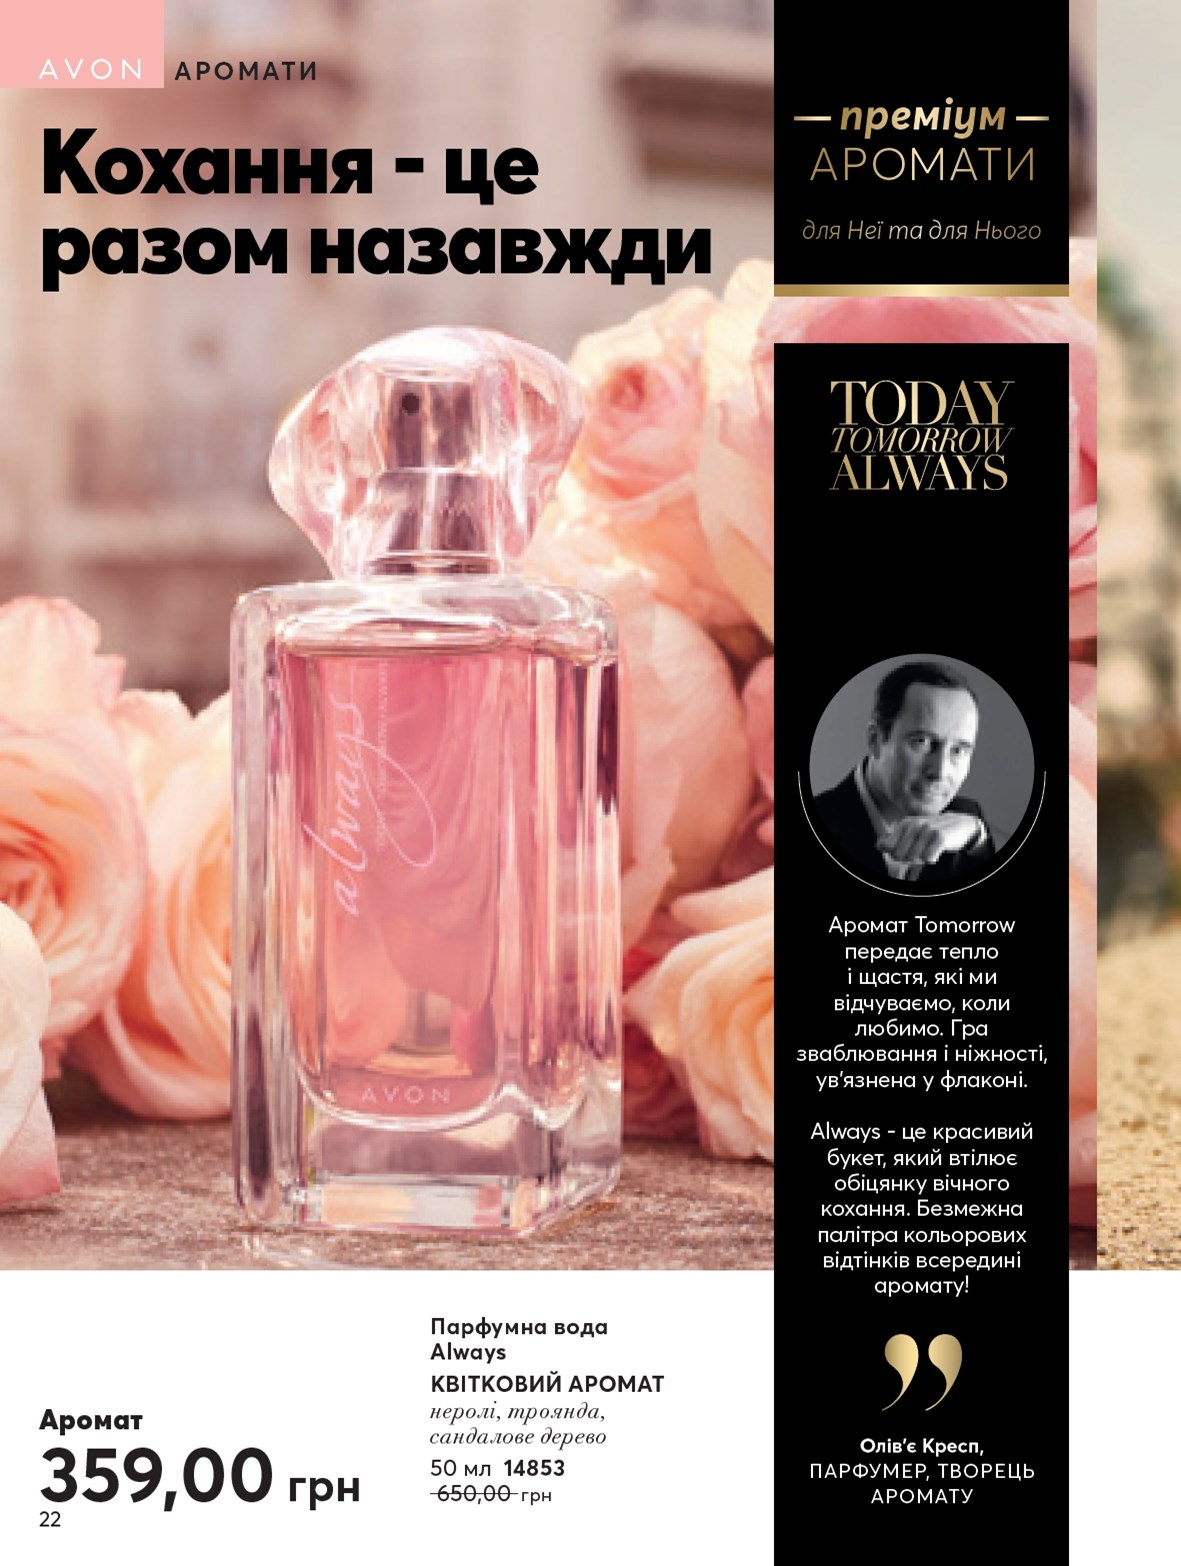 AVON АРОМАТИ
Кохання - це
разом назавжди
преміум
АРОМАТИ
для Неї та для Нього
TODAY
TOMORROW
ALWAYS
always
AVON
Аромат Tomorrow
передає тепло
і щастя, які ми
відчуваємо, коли
любимо. Гра
зваблювання і ніжності,
ув’язнена у флаконі.
Always - це красивий
букет, який втілює
обіцянку вічного
кохання. Безмежна
палітра кольорових
відтінків всередині
аромату!
Олів’є Кресп,
ПАРФУМЕР, ТВОРЕЦЬ
АРОМАТУ
Парфумна вода
Always
КВІТКОВИЙ АРОМАТ
неролі, троянда,
сандалове дерево
50 мл 14853
650,00 грн
Аромат
359,00 грн
22